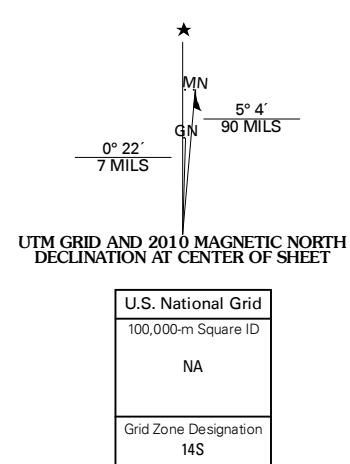 MN
5° 4´
90 MILS
GN
0° 22´
7 MILS
UTM GRID AND 2010 MAGNETIC NORTH
DECLINATION AT CENTER OF SHEET
U.S. National Grid
100,000-m Square ID
NA
Grid Zone Designation
14S